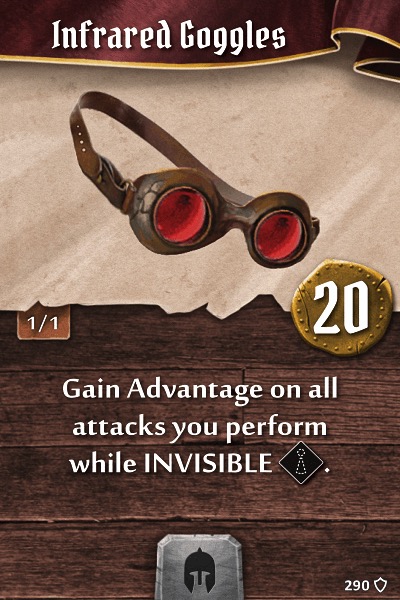 Infrared Goggles
20
1/1
Gain Advantage on all
attacks you perform
while INVISIBLE .
290